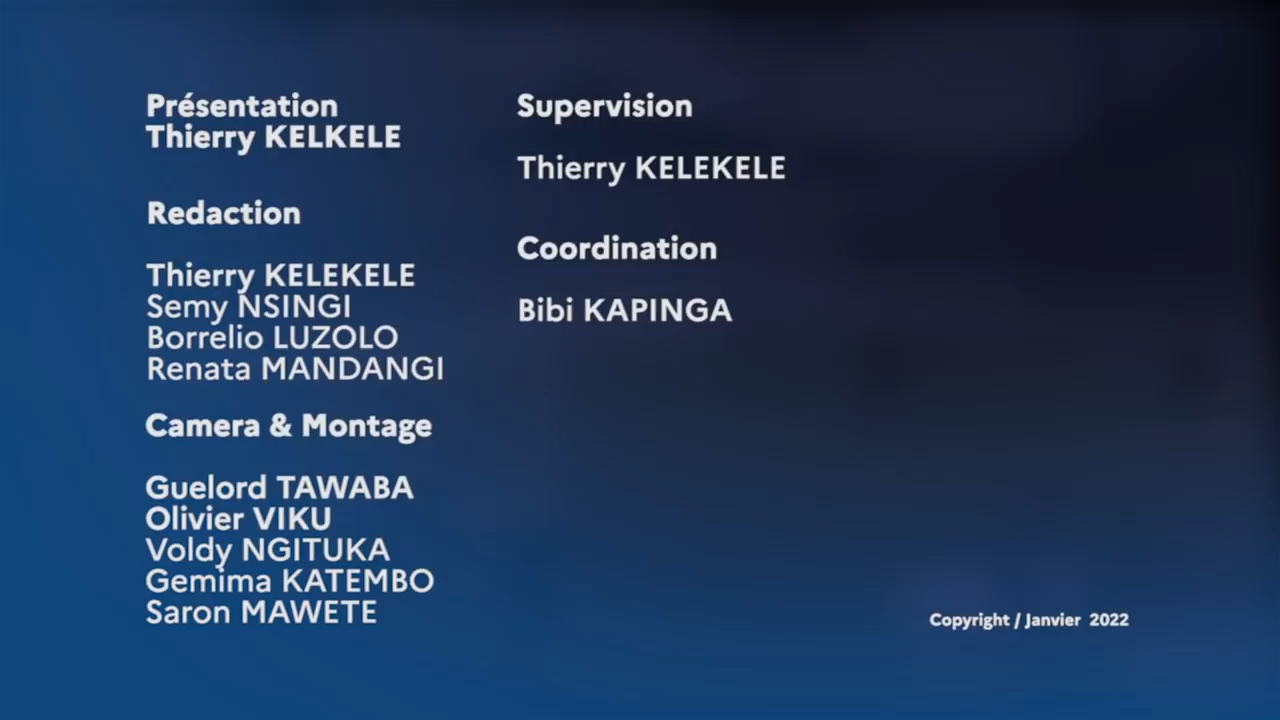 Présentation
Thierry KELKELE
Redaction
Thierry KELEKELE
Semy NSINGI
Borrelio LUZOLO
Renata MANDANGI
Camera & Montage
Guelord TAWABA
Olivier VIKU
Voldy NGITUKA
Gemima KATEMBO
Saron MAWETE
Supervision
Thierry KELEKELE
Coordination
Bibi KAPINGA
Copyright / Janvier 2022